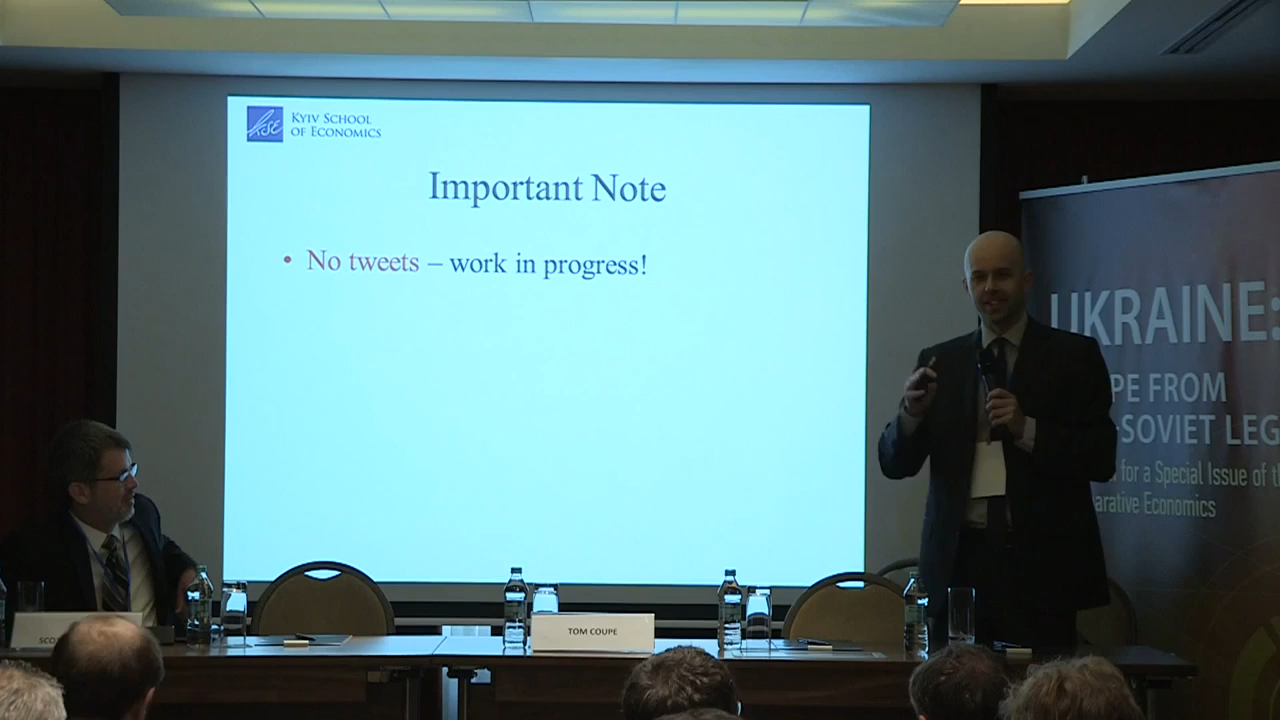 KYIV SCHOOL
OF ECONOMICS
Important Note
• No tweets – work in progress!
UKRAINE:
PE FROM
-SOVIET LEG
for a Special Issue of t
arative Economics
TOM COUPE
SCO